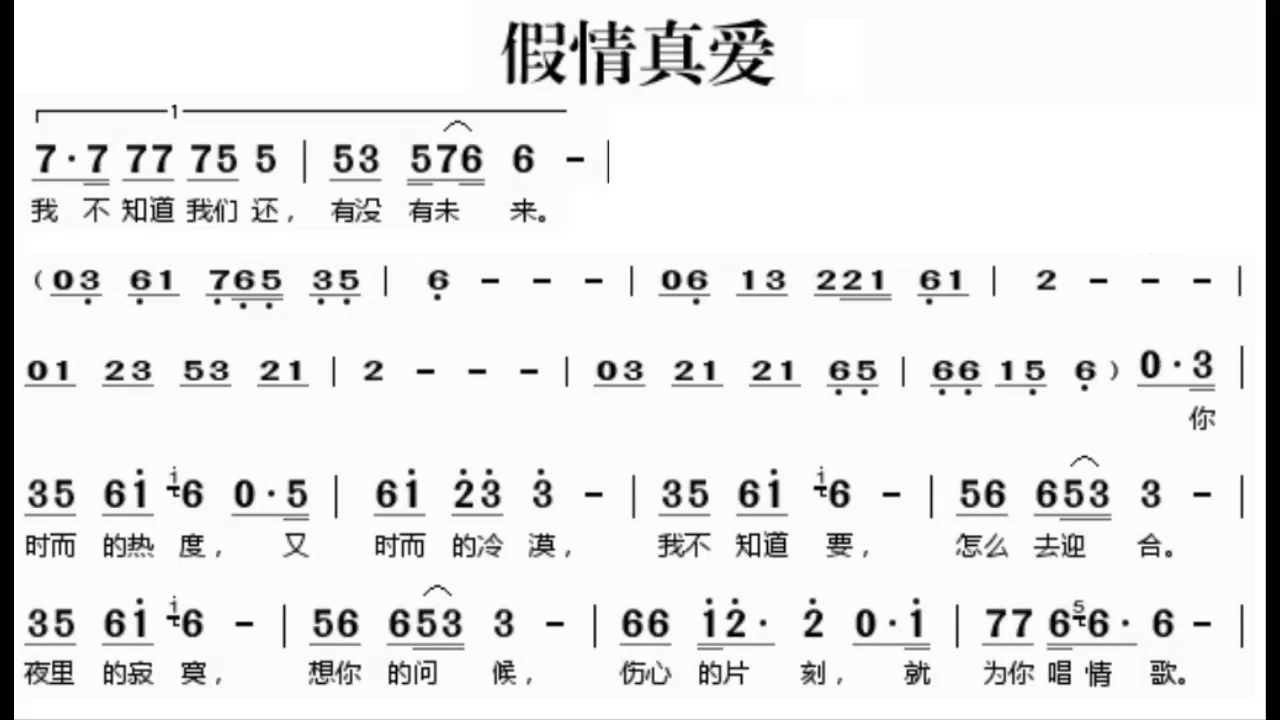 假情真爱
1
7·7 77 75 5 | 53 576 6 – |
我 不 知道 我们 还, 有没 有未 来。
(03 61 765 35 | 6 – – – | 06 13 221 61 | 2 – – – |
01 23 53 21 | 2 – – – | 03 21 21 65 | 66 15 6 ) 0·3 |
你
35 61 i6 0·5 | 61 23 3 – | 35 61 i6 – | 56 653 3 – |
时而 的热 度, 又 时而 的冷 漠, 我不 知道 要, 怎么 去迎 合。
35 61 i6 – | 56 653 3 – | 66 12· 2 0·1 | 77 656· 6 – |
夜里 的寂 寞, 想你 的问 候, 伤心 的片 刻, 就 为你 唱 情 歌。